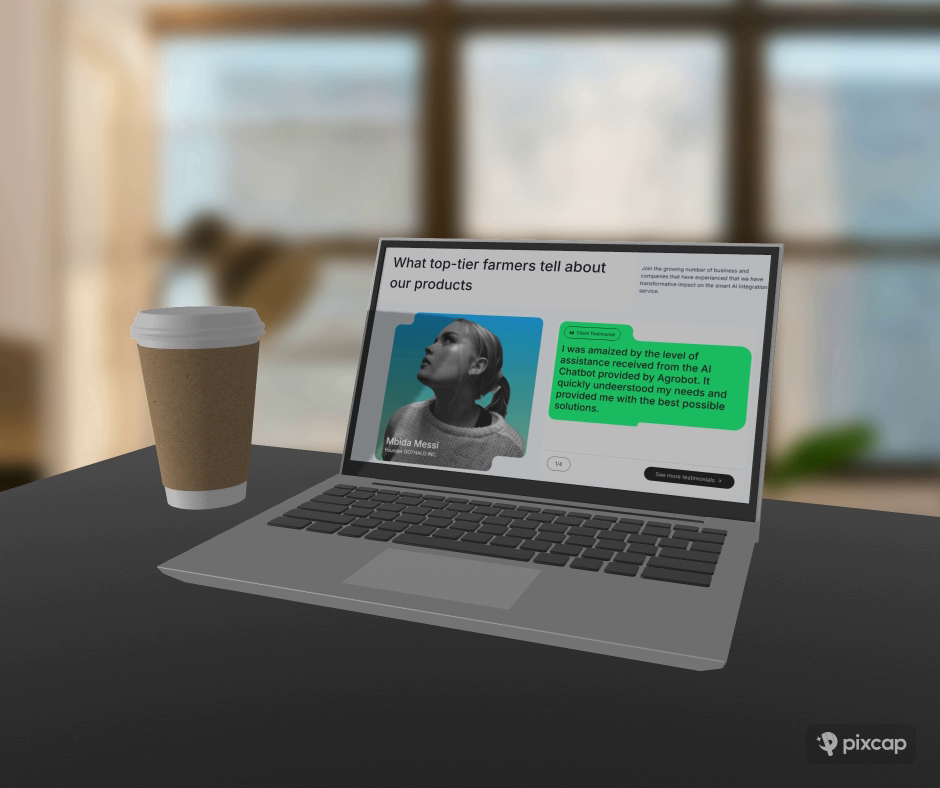 What top-tier farmers tell about
our products
Join the growing number of business and
companies that have experienced that we have
transformative impact on the smart AI integration
service.
Client Testimonial
I was amaized by the level of
assistance received from the AI
Chatbot provided by Agrobot. It
quickly undeerstood my needs and
provided me with the best possible
solutions.
Mbida Messi
Founder GOTHALD INC
1/4
See more testimonials
pixcap